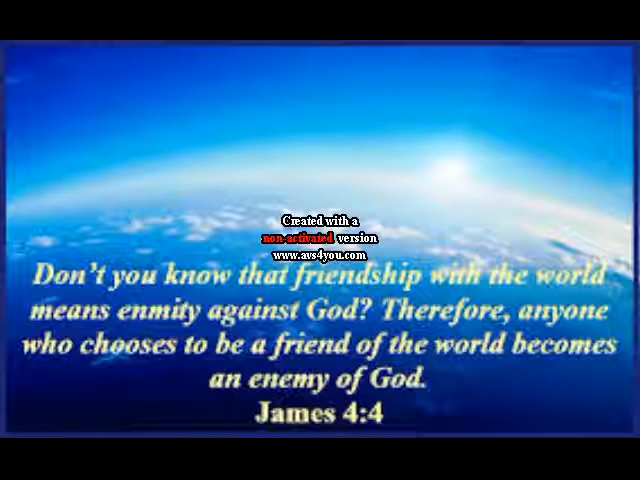 Created with a
non-activated version
www.avs4you.com
Don't you know that friendship with the world
means enmity against God? Therefore, anyone
who chooses to be a friend of the world becomes
an enemy of God.
James 4:4